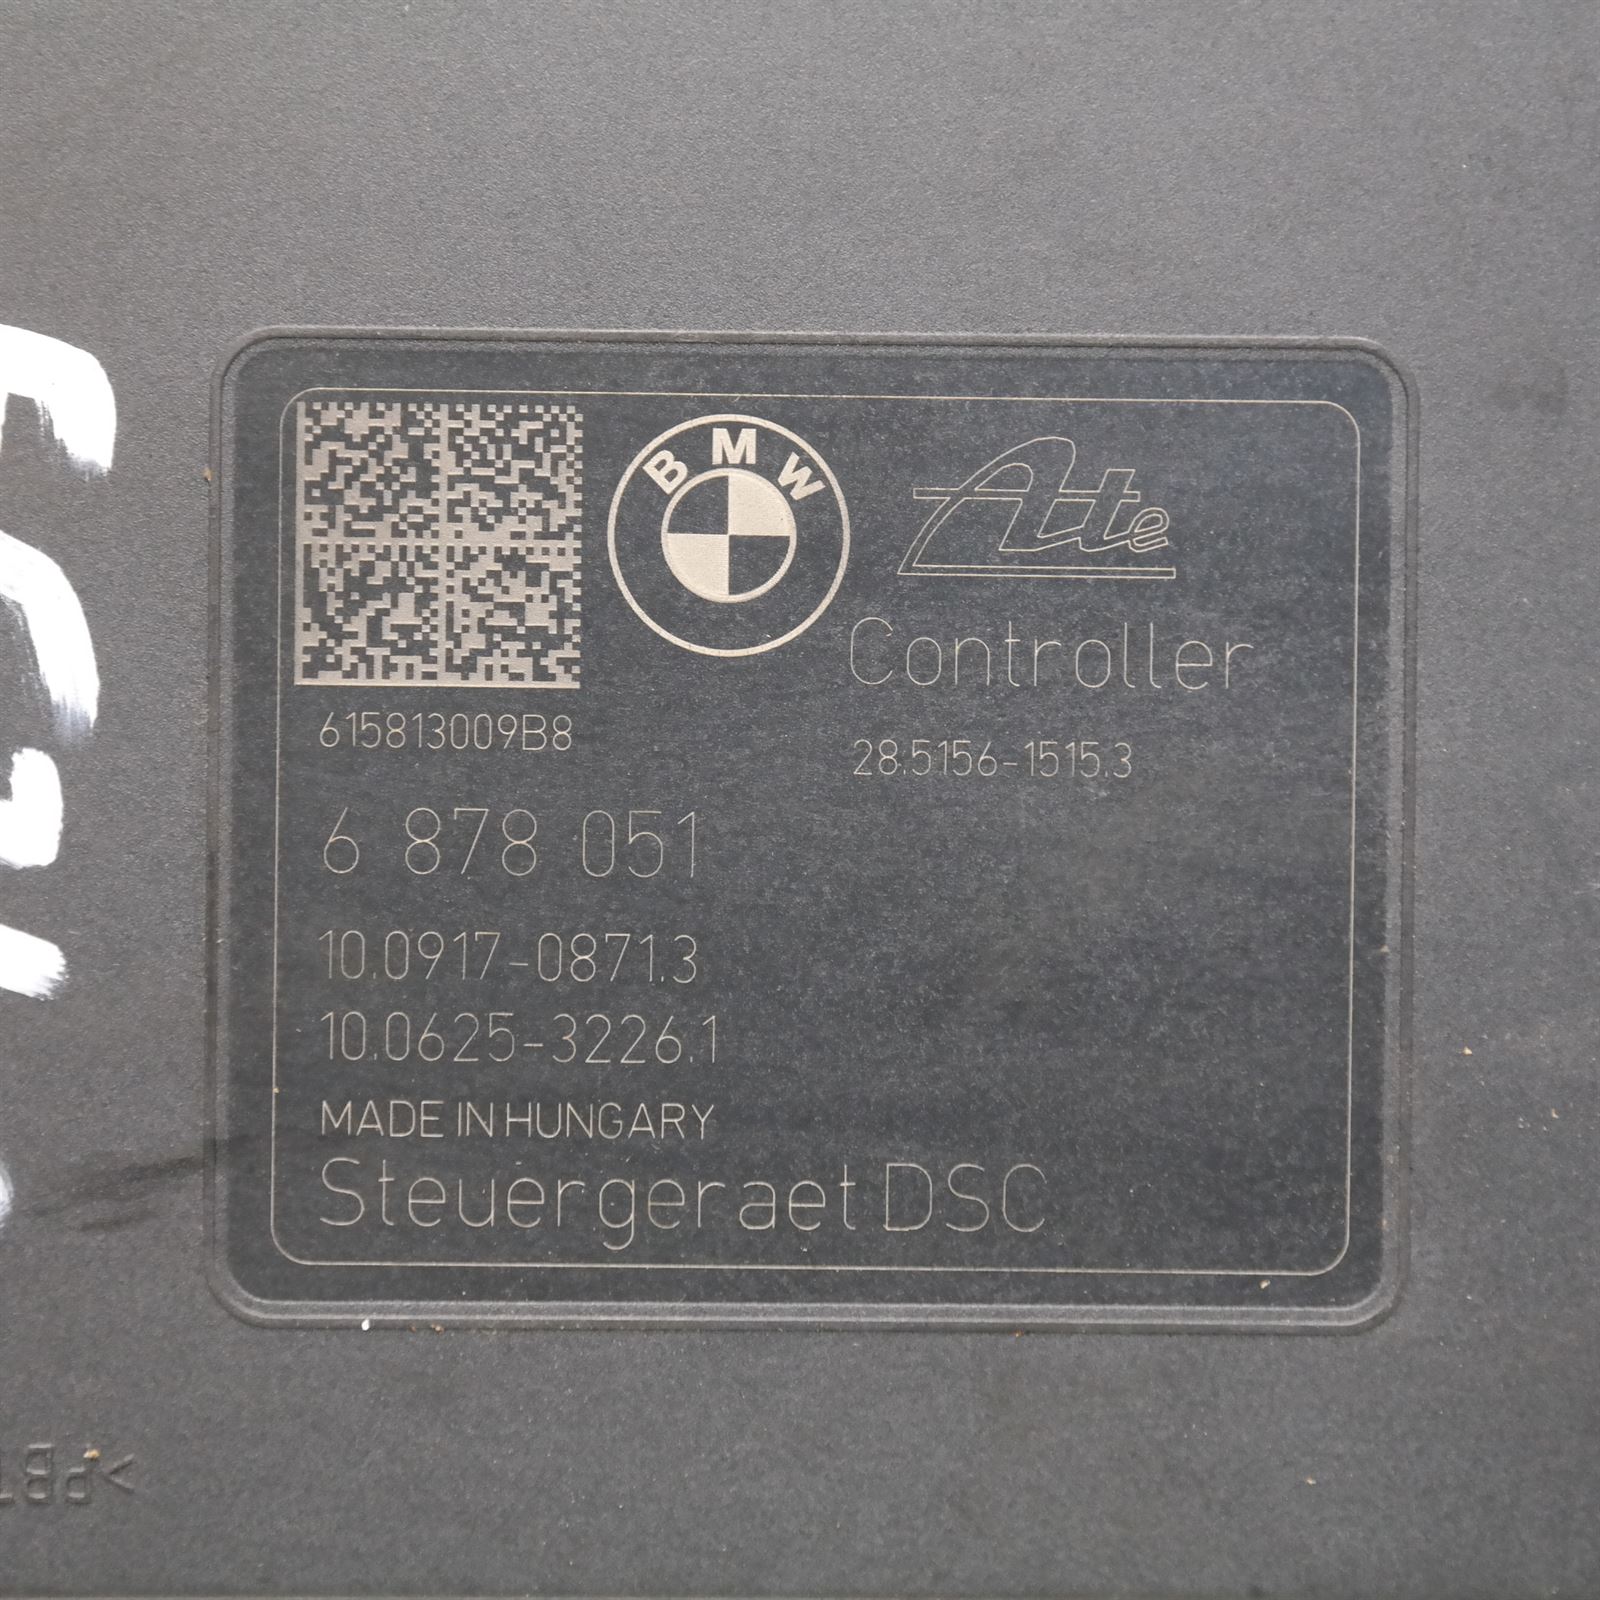 BMW
Ate
Controller
615813009B8
28.5156-1515.3
6 878 051
10.0917-0871.3
10.0625-3226.1
MADE IN HUNGARY
Steuergeraet DSC